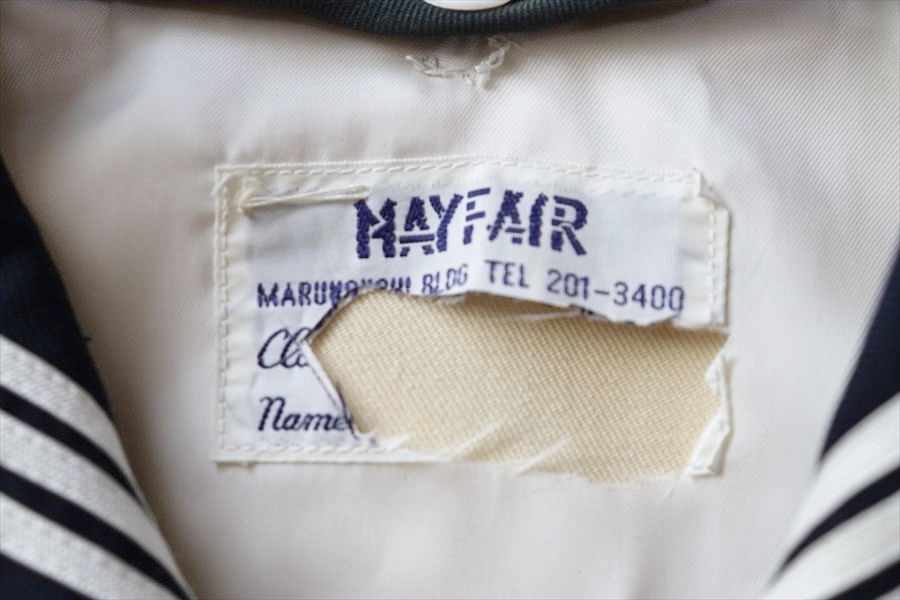 MAYFAIR
MARUNOUCHI BLDG TEL 201-3400
Name